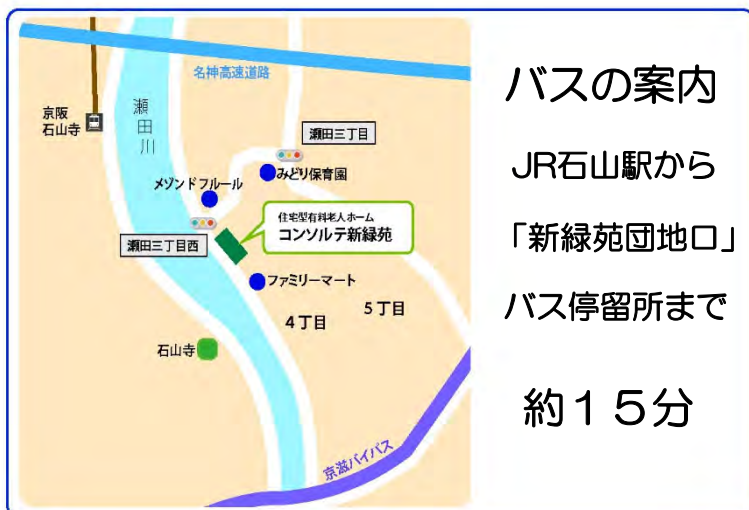 名神高速道路
京阪
石山寺
瀬田川
瀬田三丁目
みどり保育園
メゾンドフルール
住宅型有料老人ホーム
コンソルテ新緑苑
瀬田三丁目西
ファミリーマート
4丁目
5丁目
石山寺
京滋バイパス
バスの案内
JR石山駅から
「新緑苑団地口」
バス停留所まで
約１５分